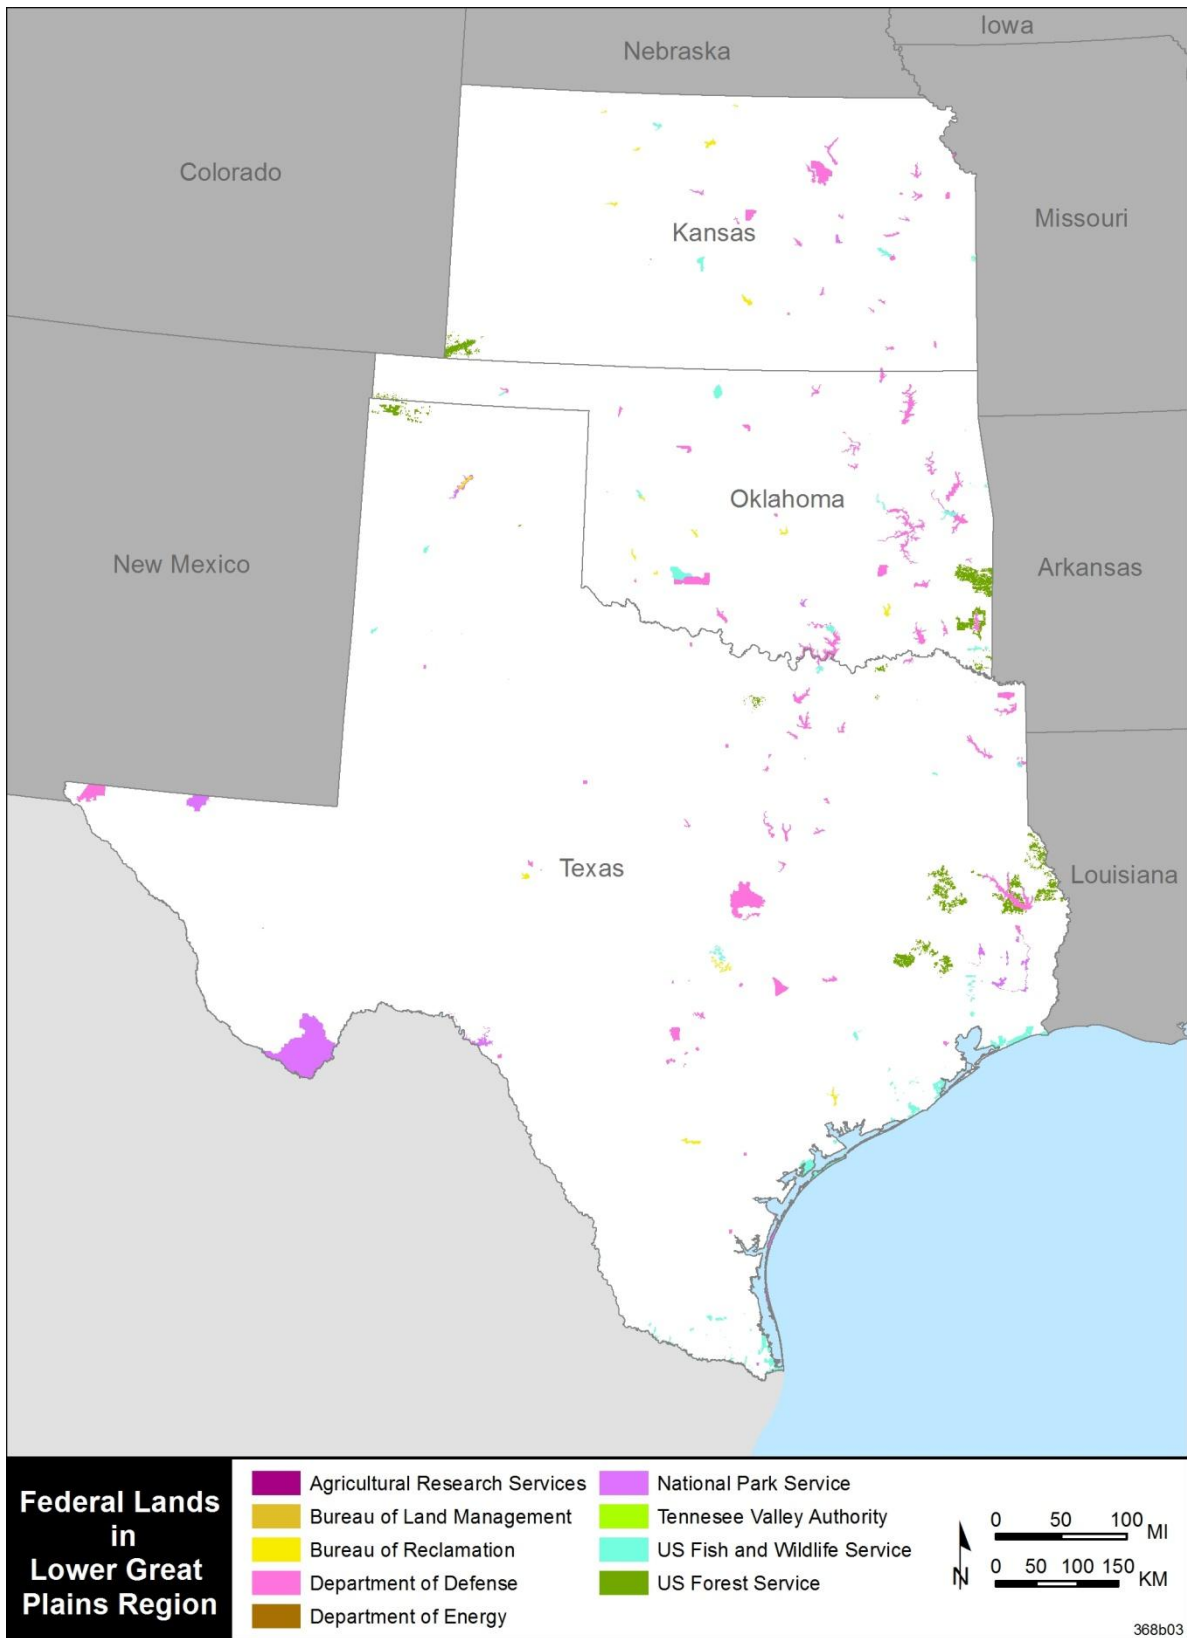 Iowa
Nebraska
Colorado
Missouri
Kansas
Oklahoma
New Mexico
Arkansas
Texas
Louisiana
Federal Lands
in
Lower Great
Plains Region
Agricultural Research Services
Bureau of Land Management
Bureau of Reclamation
Department of Defense
Department of Energy
National Park Service
Tennesee Valley Authority
US Fish and Wildlife Service
US Forest Service
N
0 50 100 MI
0 50 100 150 KM
368b03